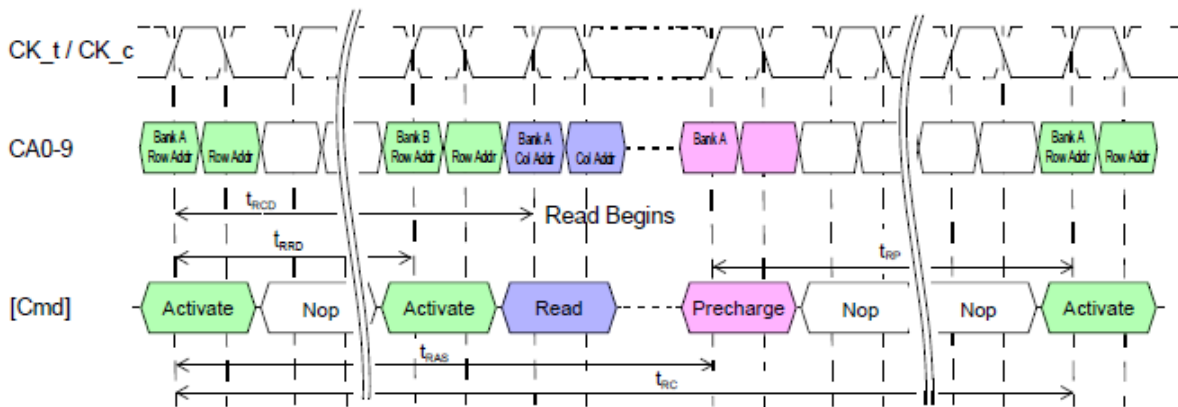 CK_t / CK_c
CA0-9
Bank A
Row Addr
Row Addr
Bank B
Row Addr
Row Addr
Bank A
Col Addr
Col Addr
Bank A
Bank A
Row Addr
Row Addr
tRCD
Read Begins
tRRD
tRP
[Cmd]
Activate
Nop
Activate
Read
Precharge
Nop
Nop
Activate
tRAS
tRC